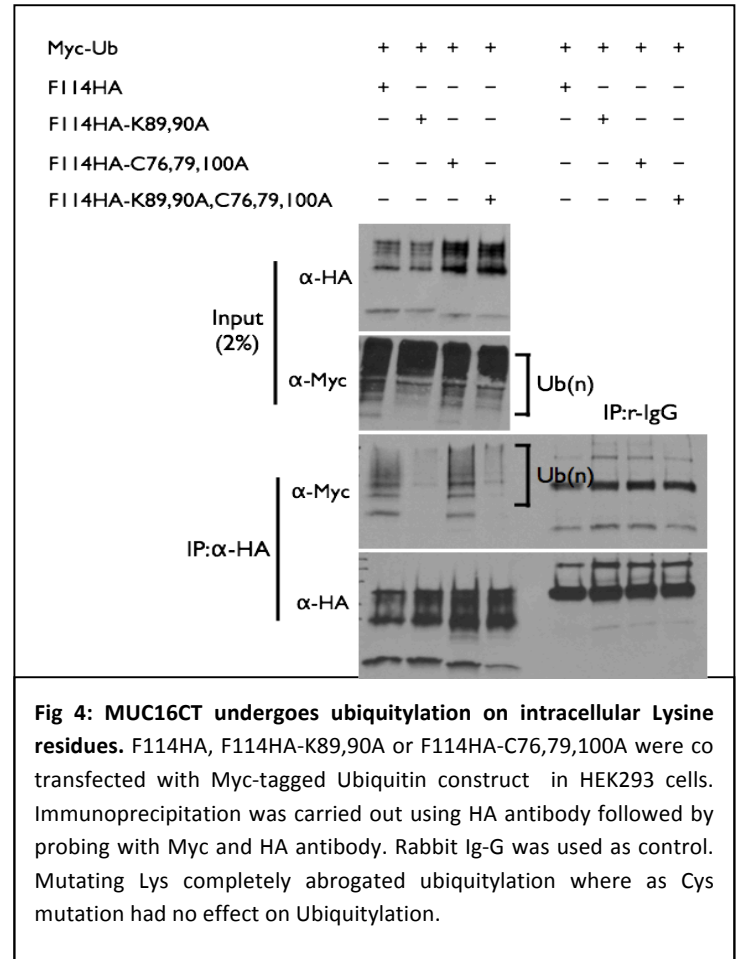 Myc-Ub + + + + + + + +
F114HA + – – – + – – –
F114HA-K89,90A – + – – – + – –
F114HA-C76,79,100A – – + – – – + –
F114HA-K89,90A,C76,79,100A – – – + – – – +
α-HA
Input
(2%)
α-Myc
Ub(n)
IP:r-IgG
α-Myc
Ub(n)
IP:α-HA
α-HA
Fig 4: MUC16CT undergoes ubiquitylation on intracellular Lysine
residues. F114HA, F114HA-K89,90A or F114HA-C76,79,100A were co
transfected with Myc-tagged Ubiquitin construct in HEK293 cells.
Immunoprecipitation was carried out using HA antibody followed by
probing with Myc and HA antibody. Rabbit Ig-G was used as control.
Mutating Lys completely abrogated ubiquitylation where as Cys
mutation had no effect on Ubiquitylation.